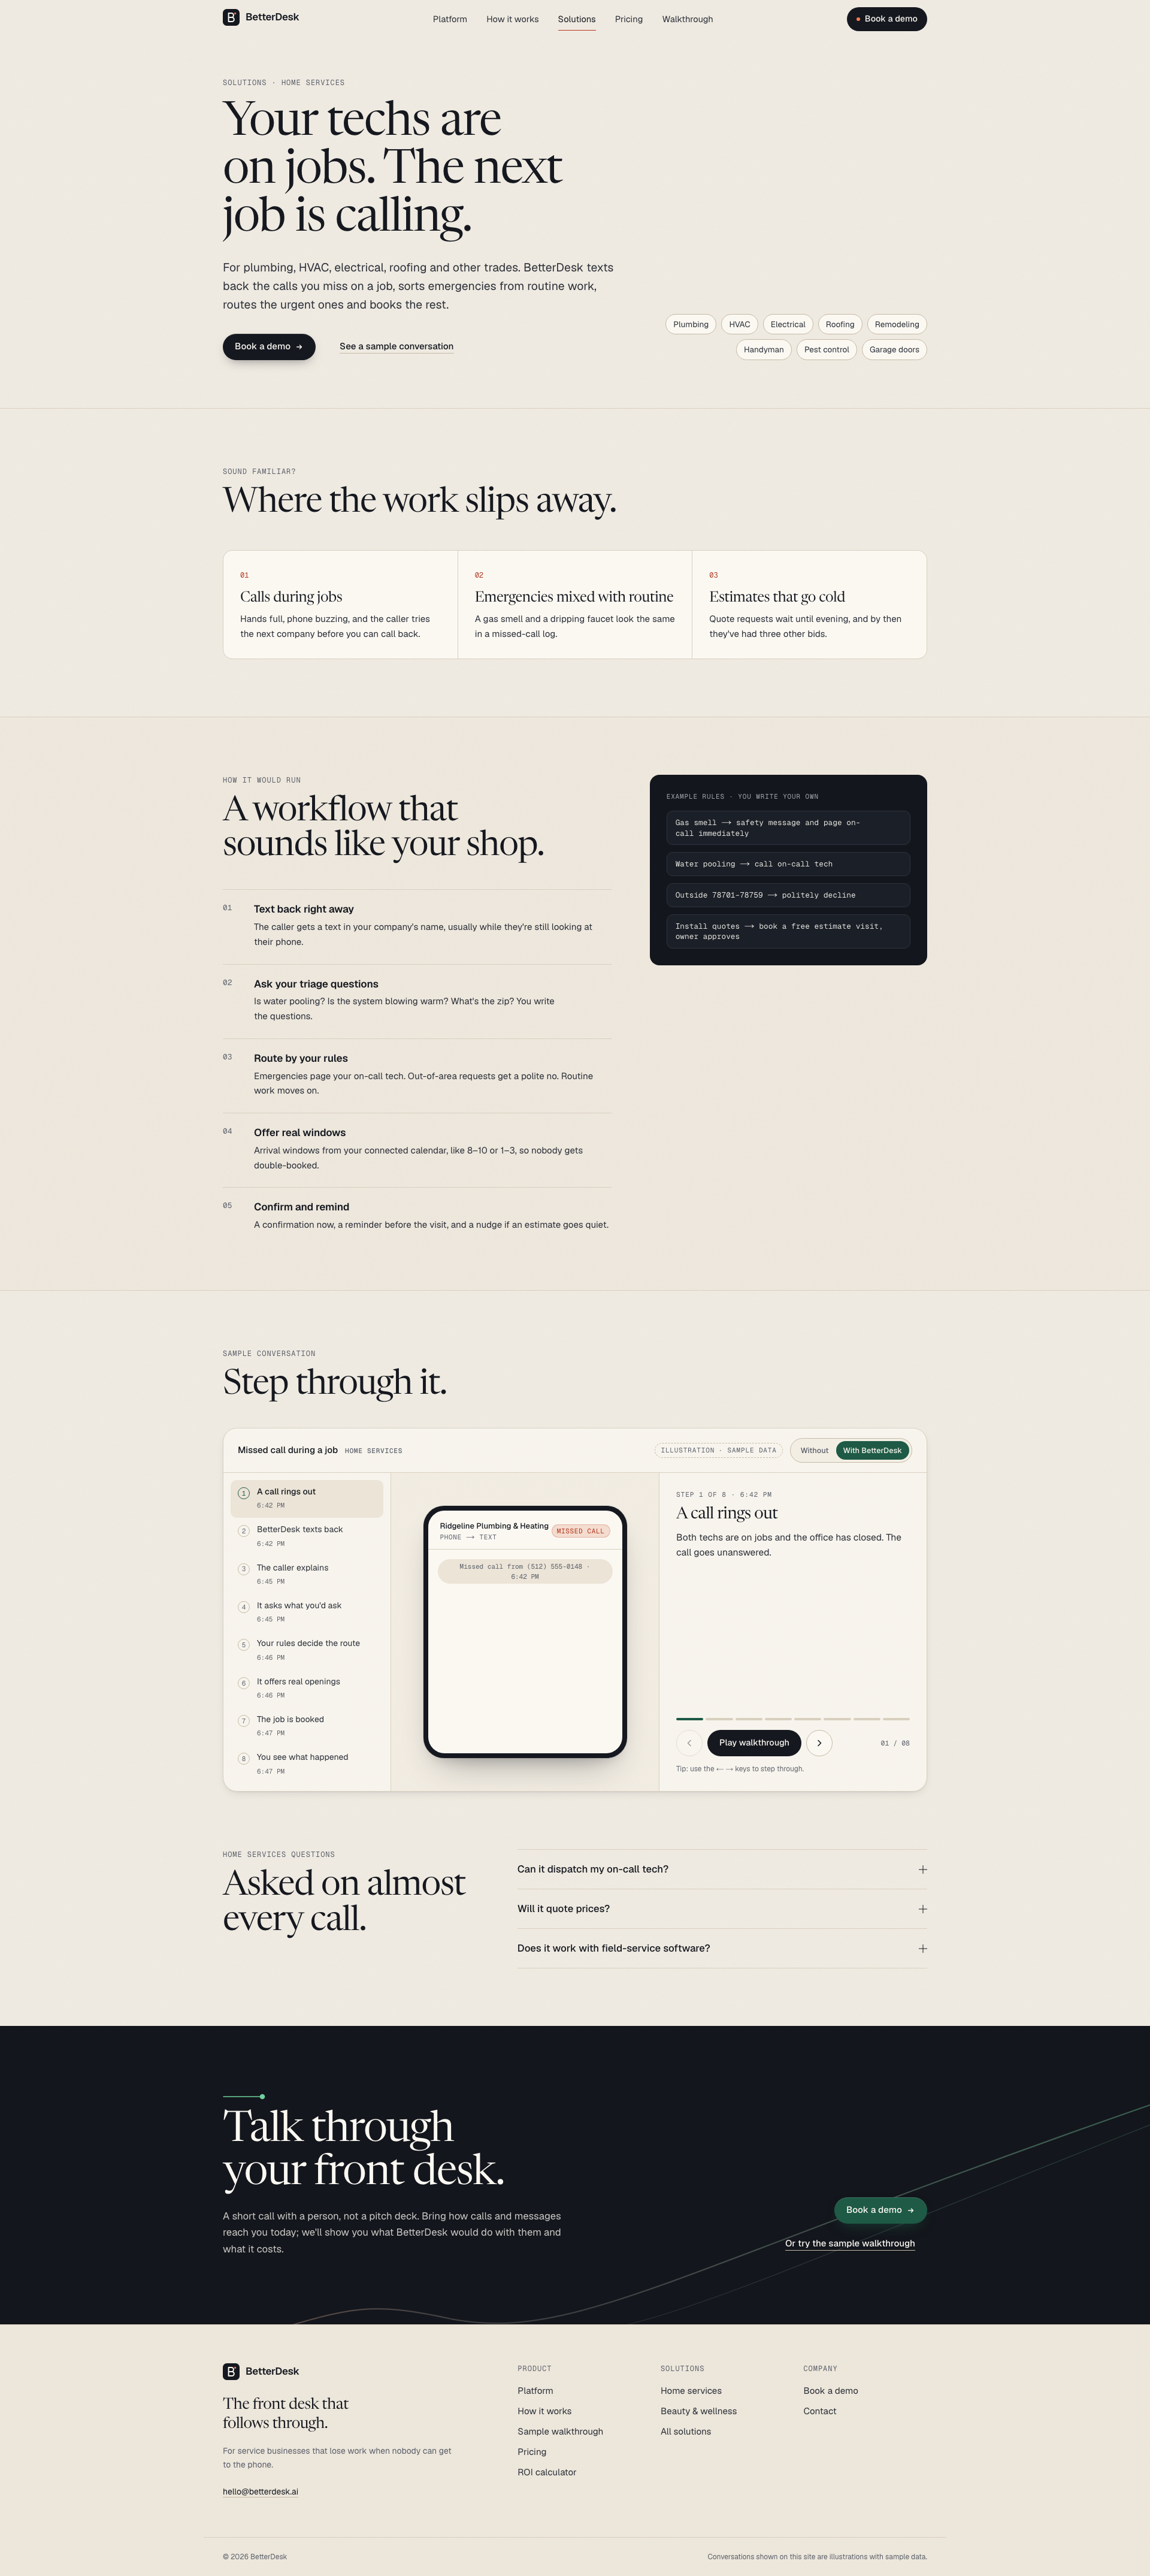 BetterDesk
Platform
How it works
Solutions
Pricing
Walkthrough
Book a demo
SOLUTIONS · HOME SERVICES
Your techs are
on jobs. The next
job is calling.
For plumbing, HVAC, electrical, roofing and other trades. BetterDesk texts
back the calls you miss on a job, sorts emergencies from routine work,
routes the urgent ones and books the rest.
Book a demo →
See a sample conversation
Plumbing
HVAC
Electrical
Roofing
Remodeling
Handyman
Pest control
Garage doors
SOUND FAMILIAR?
Where the work slips away.
01
Calls during jobs
Hands full, phone buzzing, and the caller tries
the next company before you can call back.
02
Emergencies mixed with routine
A gas smell and a dripping faucet look the same
in a missed-call log.
03
Estimates that go cold
Quote requests wait until evening, and by then
they've had three other bids.
HOW IT WOULD RUN
A workflow that
sounds like your shop.
01
Text back right away
The caller gets a text in your company's name, usually while they're still looking at
their phone.
02
Ask your triage questions
Is water pooling? Is the system blowing warm? What's the zip? You write
the questions.
03
Route by your rules
Emergencies page your on-call tech. Out-of-area requests get a polite no. Routine
work moves on.
04
Offer real windows
Arrival windows from your connected calendar, like 8–10 or 1–3, so nobody gets
double-booked.
05
Confirm and remind
A confirmation now, a reminder before the visit, and a nudge if an estimate goes quiet.
EXAMPLE RULES · YOU WRITE YOUR OWN
Gas smell → safety message and page on-
call immediately
Water pooling → call on-call tech
Outside 78701–78759 → politely decline
Install quotes → book a free estimate visit,
owner approves
SAMPLE CONVERSATION
Step through it.
Missed call during a job HOME SERVICES
ILLUSTRATION · SAMPLE DATA
Without
With BetterDesk
1 A call rings out
6:42 PM
2 BetterDesk texts back
6:42 PM
3 The caller explains
6:45 PM
4 It asks what you'd ask
6:45 PM
5 Your rules decide the route
6:46 PM
6 It offers real openings
6:46 PM
7 The job is booked
6:47 PM
8 You see what happened
6:47 PM
Ridgeline Plumbing & Heating
PHONE → TEXT
MISSED CALL
Missed call from (512) 555-0148 ·
6:42 PM
STEP 1 OF 8 · 6:42 PM
A call rings out
Both techs are on jobs and the office has closed. The
call goes unanswered.
Play walkthrough
01 / 08
Tip: use the ← → keys to step through.
HOME SERVICES QUESTIONS
Asked on almost
every call.
Can it dispatch my on-call tech?
Will it quote prices?
Does it work with field-service software?
Talk through
your front desk.
A short call with a person, not a pitch deck. Bring how calls and messages
reach you today; we'll show you what BetterDesk would do with them and
what it costs.
Book a demo →
Or try the sample walkthrough
BetterDesk
The front desk that
follows through.
For service businesses that lose work when nobody can get
to the phone.
hello@betterdesk.ai
PRODUCT
Platform
How it works
Sample walkthrough
Pricing
ROI calculator
SOLUTIONS
Home services
Beauty & wellness
All solutions
COMPANY
Book a demo
Contact
© 2026 BetterDesk
Conversations shown on this site are illustrations with sample data.